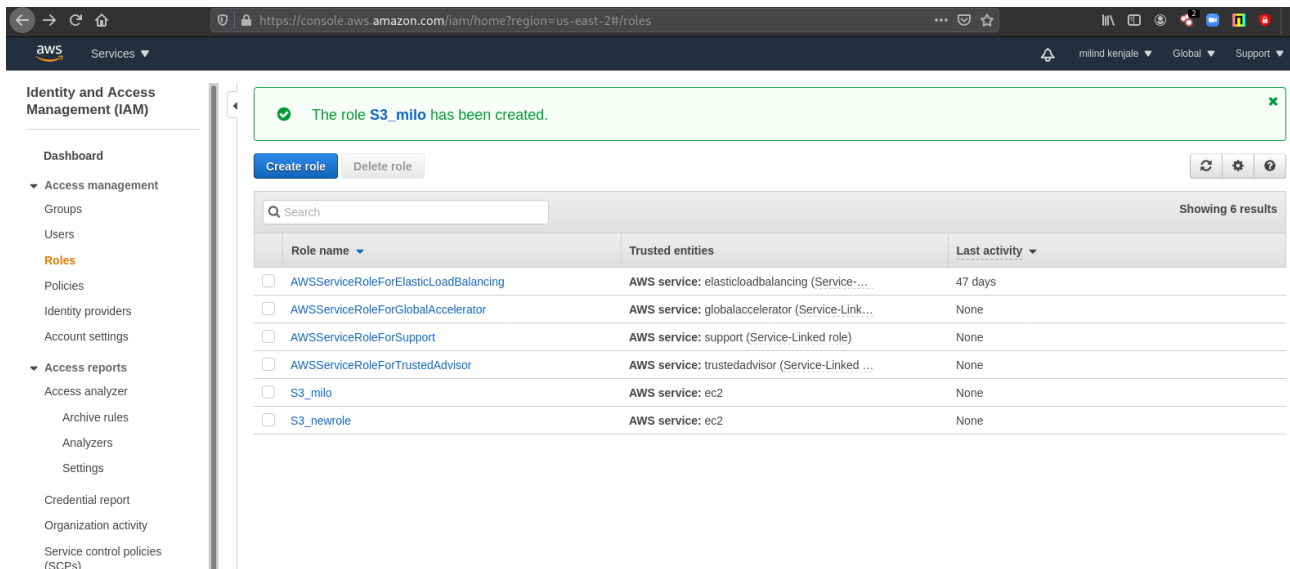 https://console.aws.amazon.com/iam/home?region=us-east-2#/roles
2
aws Services milind kenjale Global Support
Identity and Access
Management (IAM)
Dashboard
Access management
Groups
Users
Roles
Policies
Identity providers
Account settings
Access reports
Access analyzer
Archive rules
Analyzers
Settings
Credential report
Organization activity
Service control policies
(SCPs)
The role S3_milo has been created.
Create role Delete role
Search Showing 6 results
Role name Trusted entities Last activity
AWSServiceRoleForElasticLoadBalancing AWS service: elasticloadbalancing (Service-… 47 days
AWSServiceRoleForGlobalAccelerator AWS service: globalaccelerator (Service-Link… None
AWSServiceRoleForSupport AWS service: support (Service-Linked role) None
AWSServiceRoleForTrustedAdvisor AWS service: trustedadvisor (Service-Linked … None
S3_milo AWS service: ec2 None
S3_newrole AWS service: ec2 None